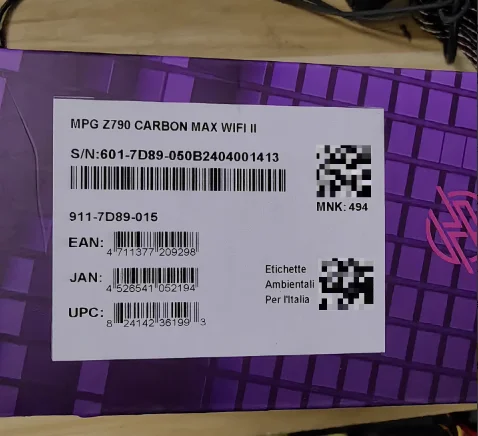 MPG Z790 CARBON MAX WIFI II
S/N:601-7D89-050B2404001413
MNK: 494
911-7D89-015
EAN:
4 711377 209298
JAN:
4 526541 052194
UPC:
8 24142 36199 3
Etichette
Ambientali
Per l'Italia